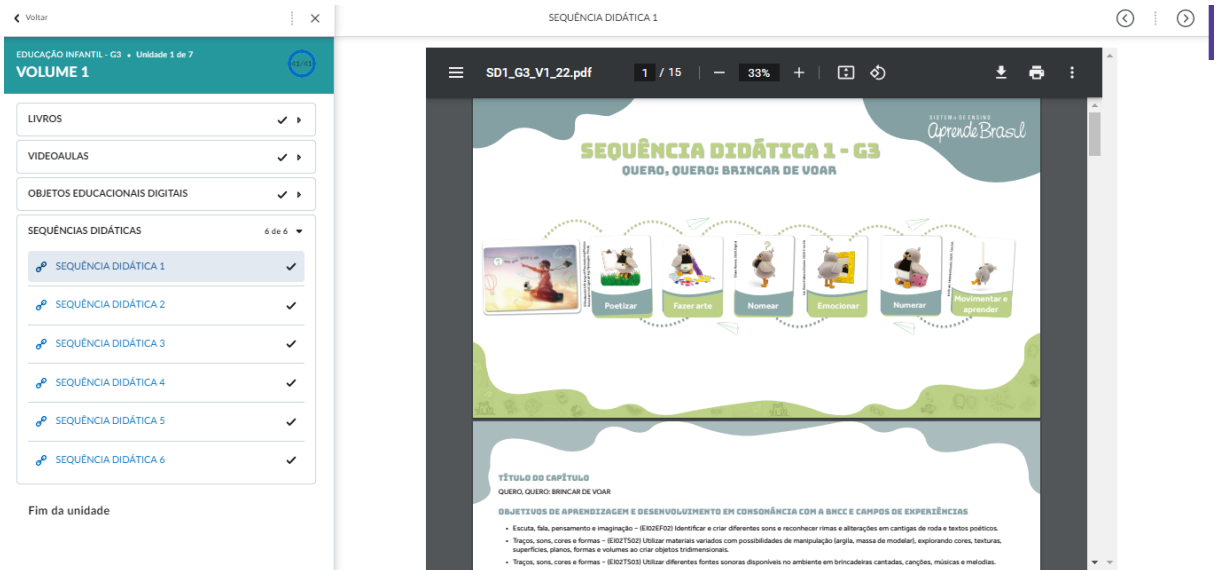 Voltar
EDUCAÇÃO INFANTIL - G3 • Unidade 1 de 7
VOLUME 1
41/41
LIVROS
VIDEOAULAS
OBJETOS EDUCACIONAIS DIGITAIS
SEQUÊNCIAS DIDÁTICAS 6 de 6
SEQUÊNCIA DIDÁTICA 1
SEQUÊNCIA DIDÁTICA 2
SEQUÊNCIA DIDÁTICA 3
SEQUÊNCIA DIDÁTICA 4
SEQUÊNCIA DIDÁTICA 5
SEQUÊNCIA DIDÁTICA 6
Fim da unidade
SEQUÊNCIA DIDÁTICA 1
SD1_G3_V1_22.pdf 1 / 15 33%
SISTEMA DE ENSINO
aprende Brasil
SEQUÊNCIA DIDÁTICA 1 - G3
QUERO, QUERO: BRINCAR DE VOAR
Poetizar
Fazer arte
Nomear
Emocionar
Numerar
Movimentar e
aprender
TÍTULO DO CAPÍTULO
QUERO, QUERO: BRINCAR DE VOAR
OBJETIVOS DE APRENDIZAGEM E DESENVOLVIMENTO EM CONSONÂNCIA COM A BNCC E CAMPOS DE EXPERIÊNCIAS
• Escuta, fala, pensamento e imaginação – (EI02EF02) Identificar e criar diferentes sons e reconhecer rimas e aliterações em cantigas de roda e textos poéticos.
• Traços, sons, cores e formas – (EI02TS02) Utilizar materiais variados com possibilidades de manipulação (argila, massa de modelar), explorando cores, texturas,
superfícies, planos, formas e volumes ao criar objetos tridimensionais.
• Traços, sons, cores e formas – (EI02TS03) Utilizar diferentes fontes sonoras disponíveis no ambiente em brincadeiras cantadas, canções, músicas e melodias.